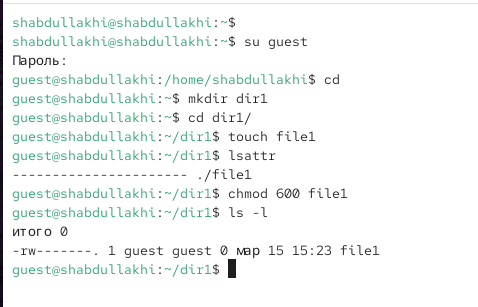 shabdullakhi@shabdullakhi:~$
shabdullakhi@shabdullakhi:~$ su guest
Пароль:
guest@shabdullakhi:/home/shabdullakhi$ cd
guest@shabdullakhi:~$ mkdir dir1
guest@shabdullakhi:~$ cd dir1/
guest@shabdullakhi:~/dir1$ touch file1
guest@shabdullakhi:~/dir1$ lsattr
---------------------- ./file1
guest@shabdullakhi:~/dir1$ chmod 600 file1
guest@shabdullakhi:~/dir1$ ls -l
итого 0
-rw-------. 1 guest guest 0 мар 15 15:23 file1
guest@shabdullakhi:~/dir1$